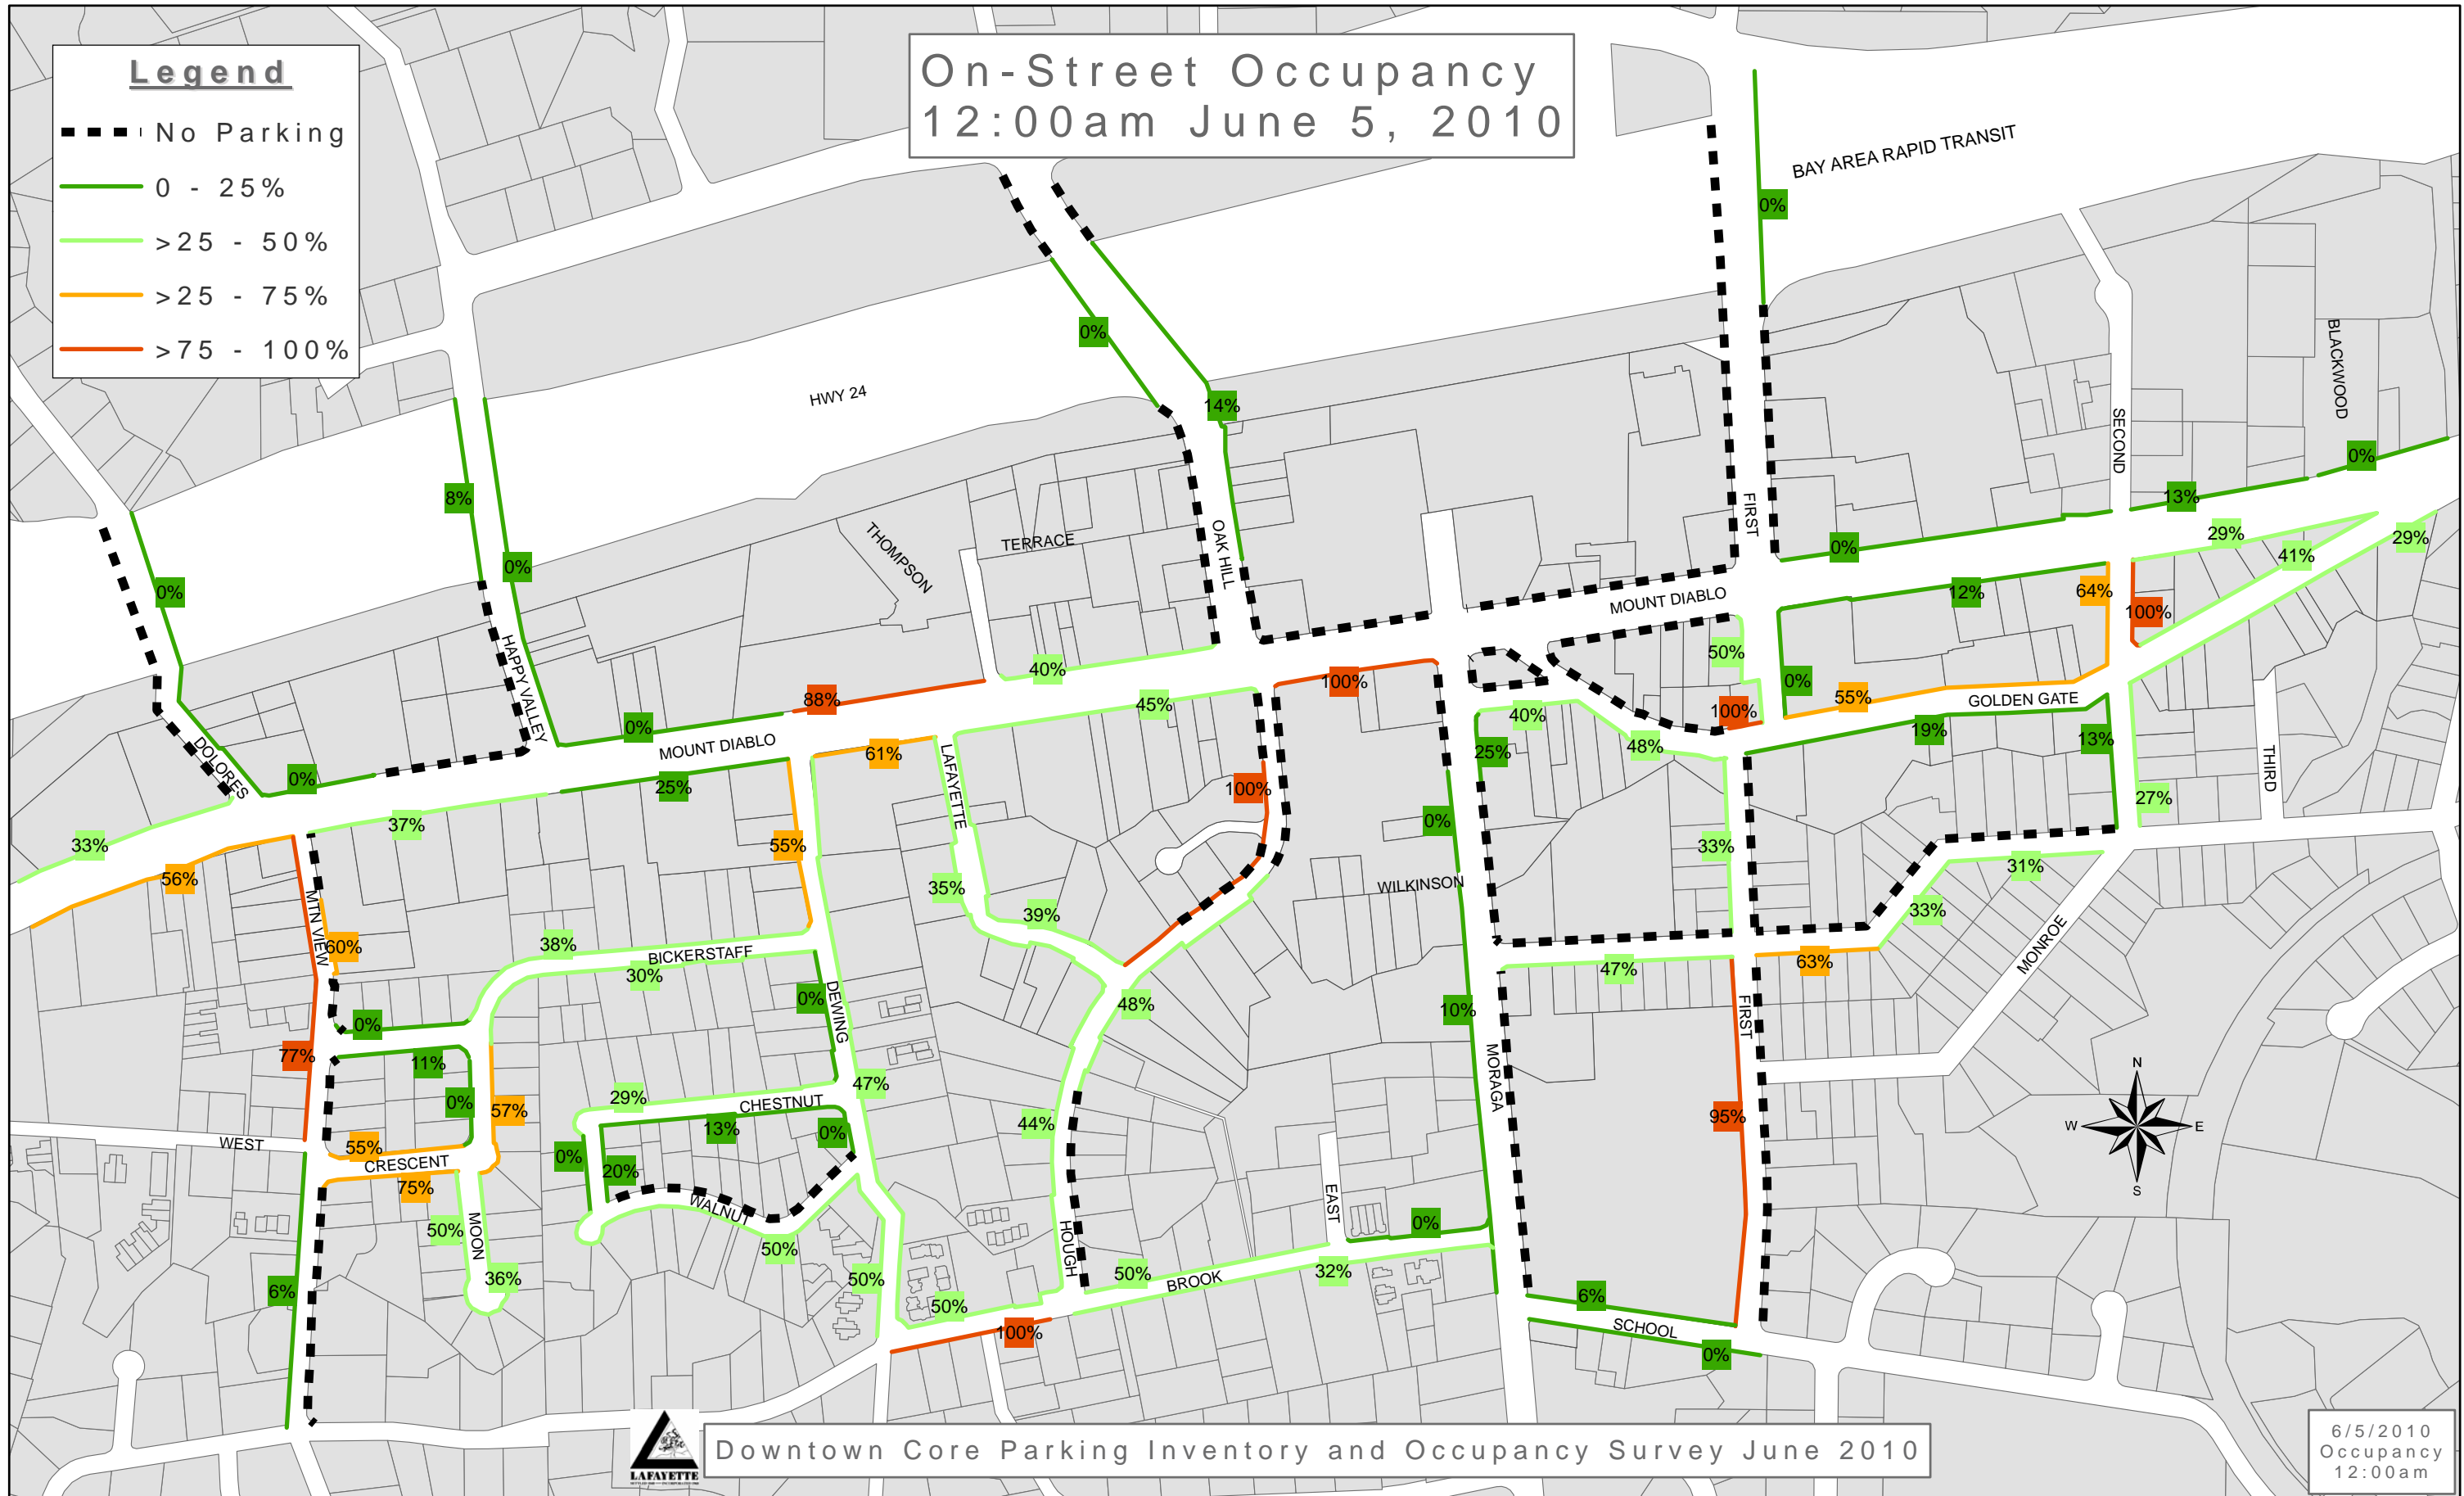 Legend
No Parking
0 - 25%
>25 - 50%
>25 - 75%
>75 - 100%
On-Street Occupancy
12:00am June 5, 2010
BAY AREA RAPID TRANSIT
0%
0%
HWY 24
14%
BLACKWOOD
SECOND
0%
8%
13%
FIRST
29%
41%
29%
0%
THOMPSON
TERRACE
OAK HILL
0%
0%
12%
64%
100%
MOUNT DIABLO
HAPPY VALLEY
40%
50%
0%
100%
88%
45%
55%
GOLDEN GATE
100%
40%
0%
MOUNT DIABLO
61%
48%
19%
13%
25%
DOLORES
0%
25%
LAFAYETTE
100%
THIRD
27%
37%
0%
33%
55%
33%
56%
35%
WILKINSON
31%
MTN VIEW
39%
33%
60%
38%
BICKERSTAFF
30%
47%
63%
MONROE
0%
DEWING
48%
10%
FIRST
0%
77%
11%
MORAGA
N
W
E
S
0%
57%
29%
CHESTNUT
47%
13%
0%
44%
95%
WEST
55%
CRESCENT
75%
0%
20%
WALNUT
EAST
50%
MOON
50%
HOUGH
0%
36%
50%
50%
BROOK
32%
6%
50%
100%
6%
SCHOOL
0%
LAFAYETTE
Downtown Core Parking Inventory and Occupancy Survey June 2010
6/5/2010
Occupancy
12:00am